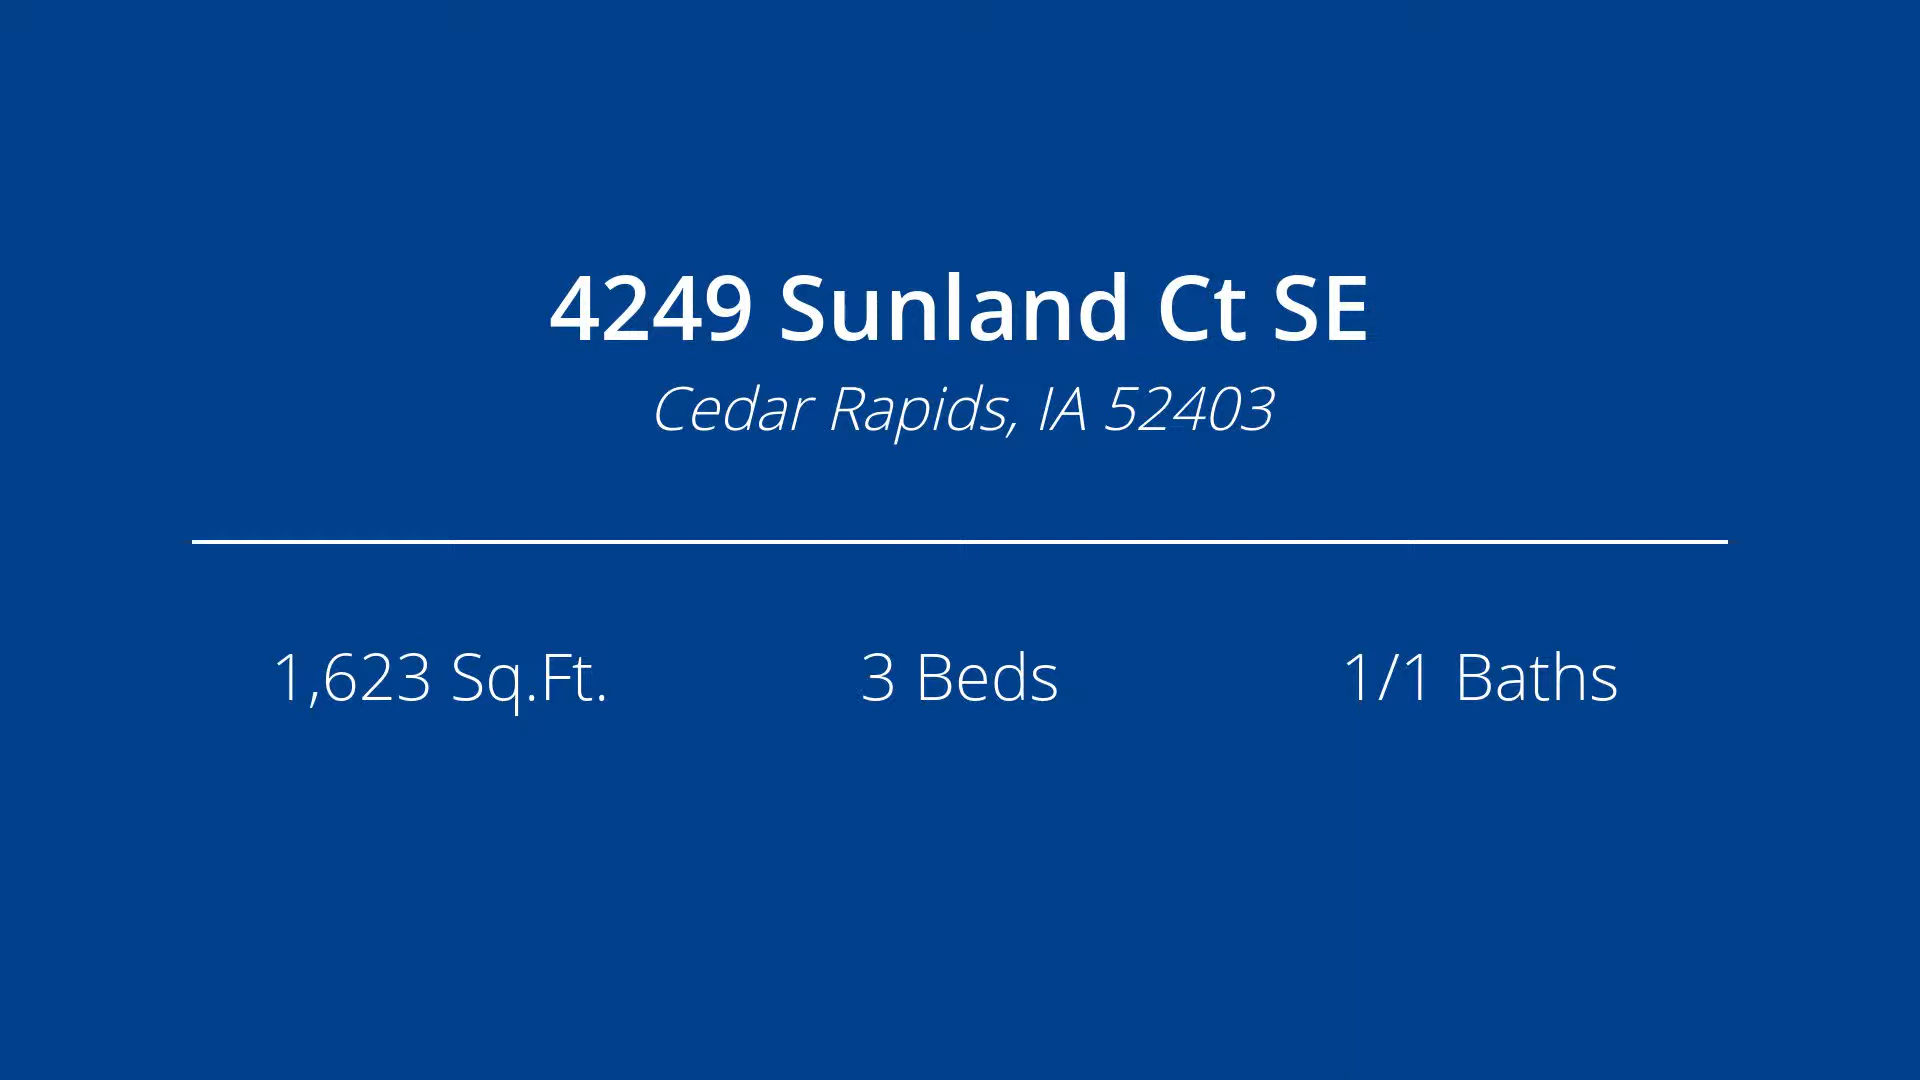 4249 Sunland Ct SE
Cedar Rapids, IA 52403
1,623 Sq.Ft.
3 Beds
1/1 Baths